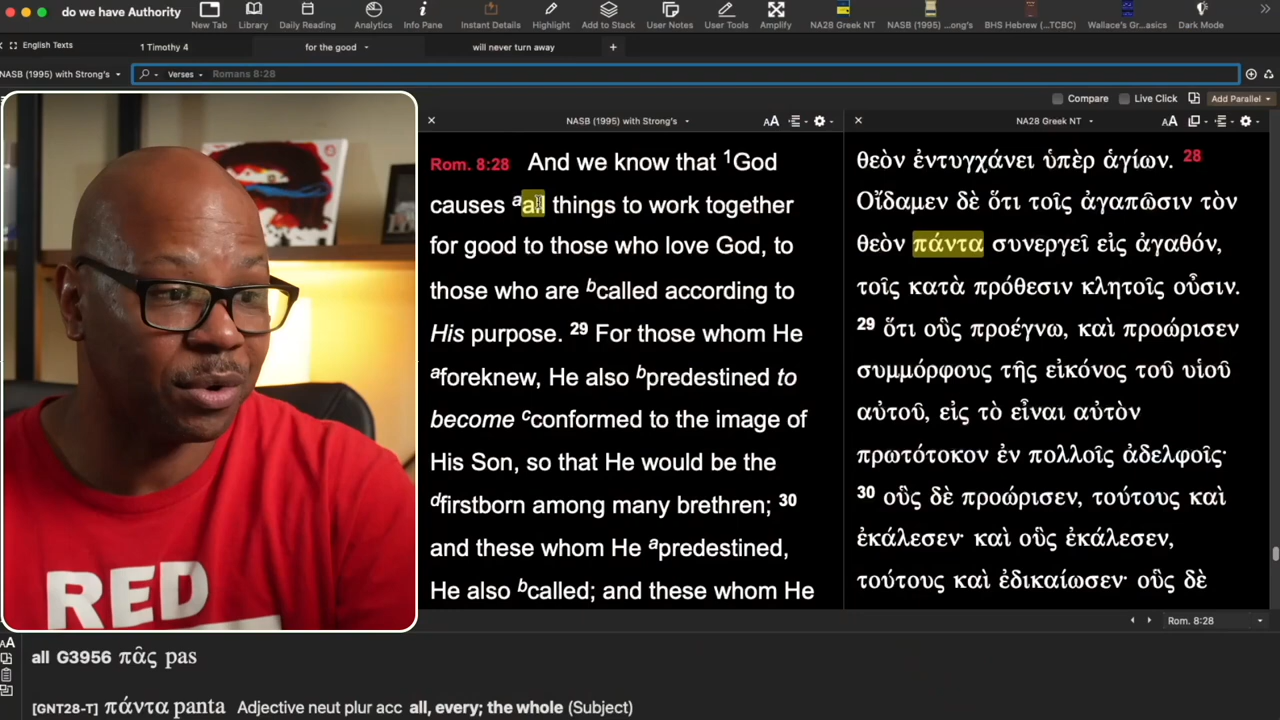 do we have Authority
New Tab
Library
Daily Reading
Analytics
Info Pane
Instant Details
Highlight
Add to Stack
User Notes
User Tools
Amplify
NA28 Greek NT
NASB (1995) ...ong's
BHS Hebrew (...TCBC)
Wallace's Gr...asics
Dark Mode
English Texts
1 Timothy 4
for the good
will never turn away
NASB (1995) with Strong's
Verses
Romans 8:28
Compare
Live Click
Add Parallel
NASB (1995) with Strong's
AA
Rom. 8:28 And we know that ¹God
causes ᵃall things to work together
for good to those who love God, to
those who are ᵇcalled according to
His purpose. 29 For those whom He
ᵃforeknew, He also ᵇpredestined to
become ᶜconformed to the image of
His Son, so that He would be the
ᵈfirstborn among many brethren; 30
and these whom He ᵃpredestined,
He also ᵇcalled; and these whom He
NA28 Greek NT
AA
θεὸν ἐντυγχάνει ὑπὲρ ἁγίων. 28
Οἴδαμεν δὲ ὅτι τοῖς ἀγαπῶσιν τὸν
θεὸν πάντα συνεργεῖ εἰς ἀγαθόν,
τοῖς κατὰ πρόθεσιν κλητοῖς οὖσιν.
29 ὅτι οὓς προέγνω, καὶ προώρισεν
συμμόρφους τῆς εἰκόνος τοῦ υἱοῦ
αὐτοῦ, εἰς τὸ εἶναι αὐτὸν
πρωτότοκον ἐν πολλοῖς ἀδελφοῖς·
30 οὓς δὲ προώρισεν, τούτους καὶ
ἐκάλεσεν· καὶ οὓς ἐκάλεσεν,
τούτους καὶ ἐδικαίωσεν· οὓς δὲ
Rom. 8:28
RED
AA
all G3956 πᾶς pas
[GNT28-T] πάντα panta Adjective neut plur acc all, every; the whole (Subject)